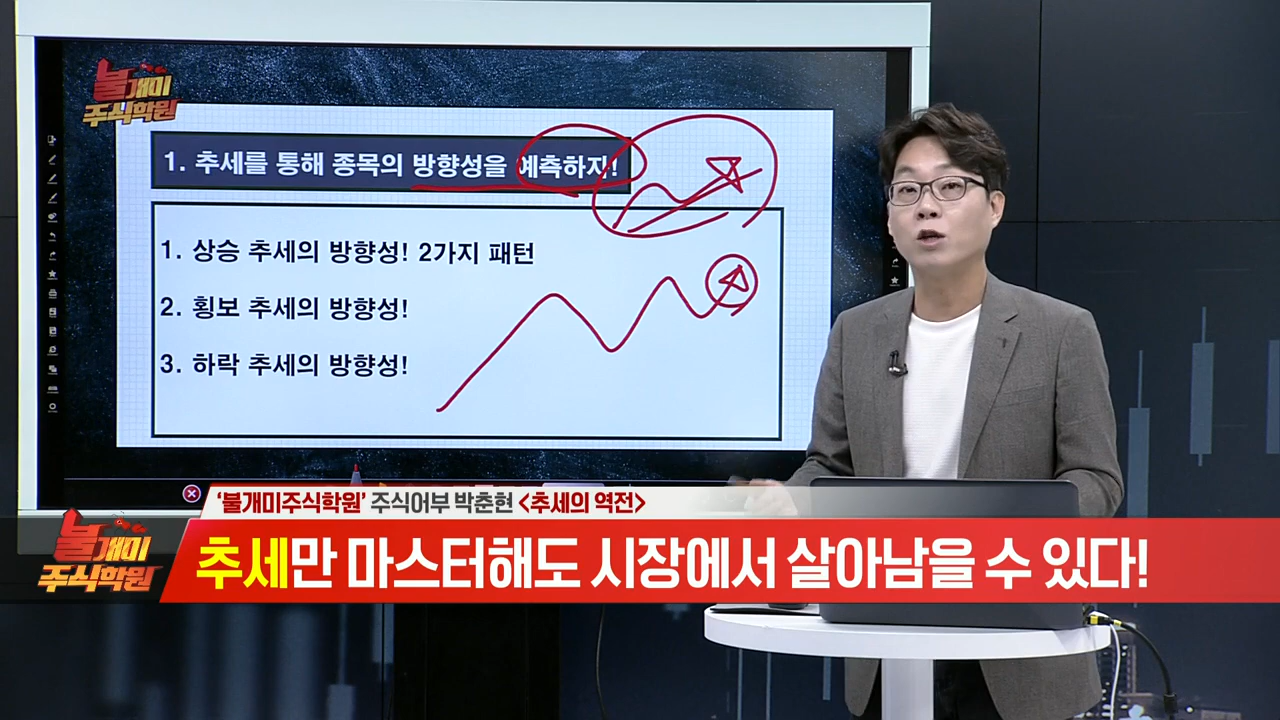 불개미
주식학원
1. 추세를 통해 종목의 방향성을 예측하자!
1. 상승 추세의 방향성! 2가지 패턴
2. 횡보 추세의 방향성!
3. 하락 추세의 방향성!
‘불개미주식학원’ 주식어부 박춘현 <추세의 역전>
불개미
주식학원
추세만 마스터해도 시장에서 살아남을 수 있다!